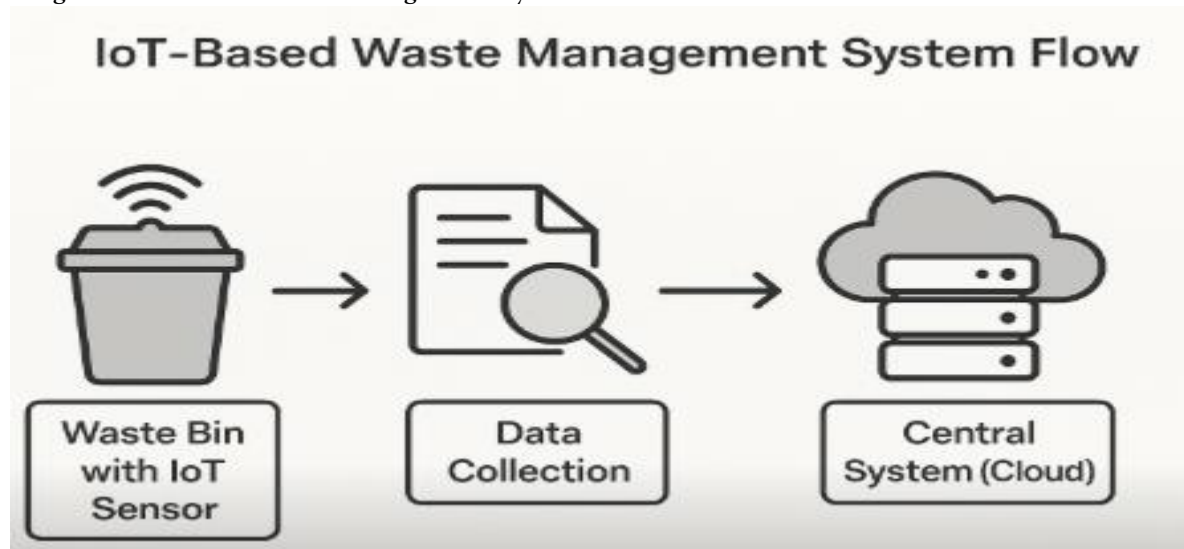 IoT-Based Waste Management System Flow
Waste Bin
with IoT
Sensor
Data
Collection
Central
System (Cloud)